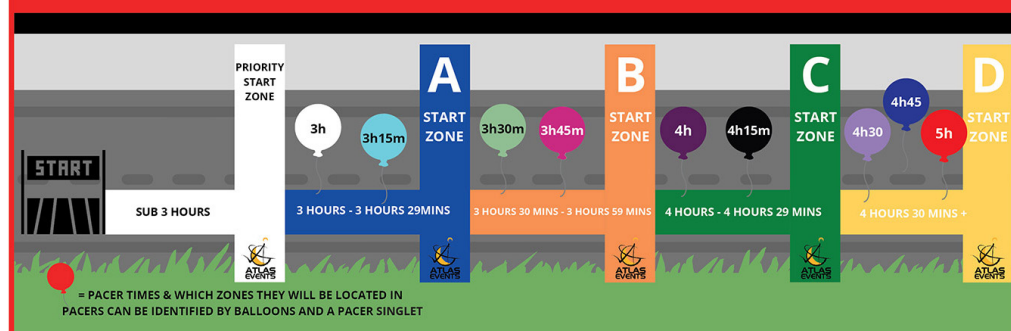 START
SUB 3 HOURS
PRIORITY
START
ZONE
ATLAS
EVENTS
3h
3h15m
3 HOURS - 3 HOURS 29MINS
A
START
ZONE
ATLAS
EVENTS
3h30m
3h45m
3 HOURS 30 MINS - 3 HOURS 59 MINS
B
START
ZONE
ATLAS
EVENTS
4h
4h15m
4 HOURS - 4 HOURS 29 MINS
C
START
ZONE
ATLAS
EVENTS
4h30
4h45
5h
4 HOURS 30 MINS +
D
START
ZONE
ATLAS
EVENTS
= PACER TIMES & WHICH ZONES THEY WILL BE LOCATED IN
PACERS CAN BE IDENTIFIED BY BALLOONS AND A PACER SINGLET